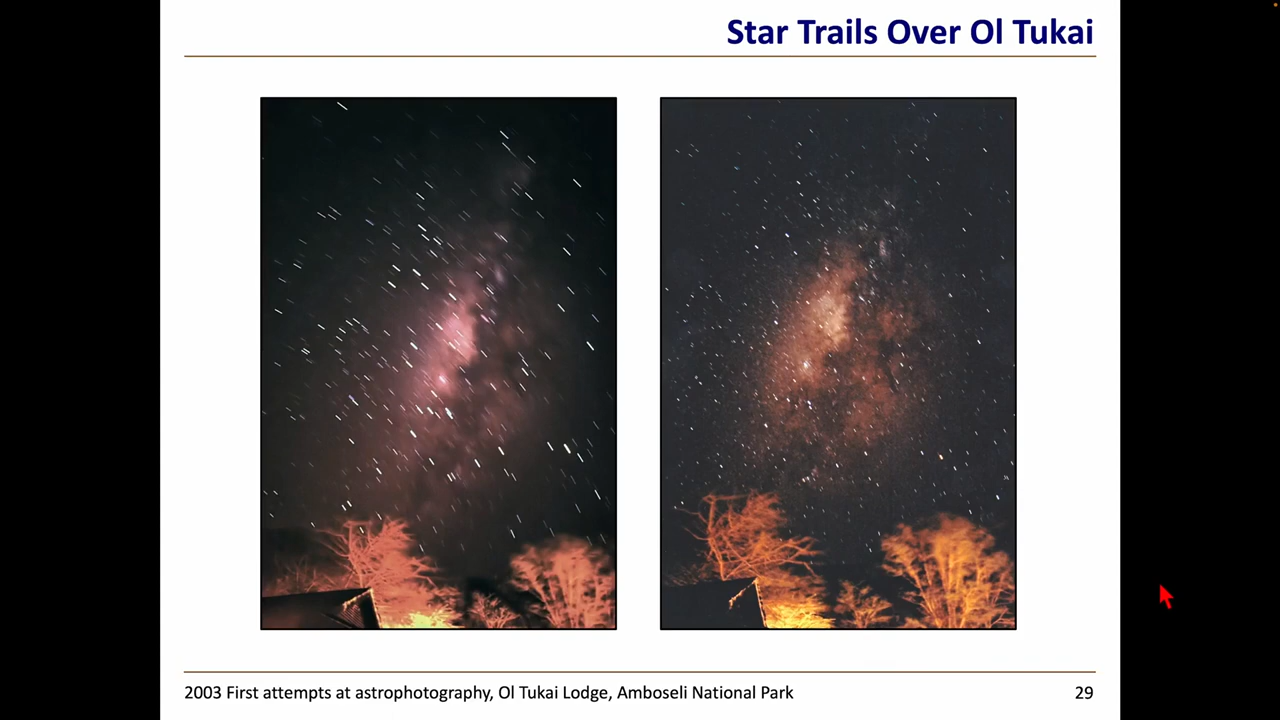 Star Trails Over Ol Tukai
2003 First attempts at astrophotography, Ol Tukai Lodge, Amboseli National Park
29